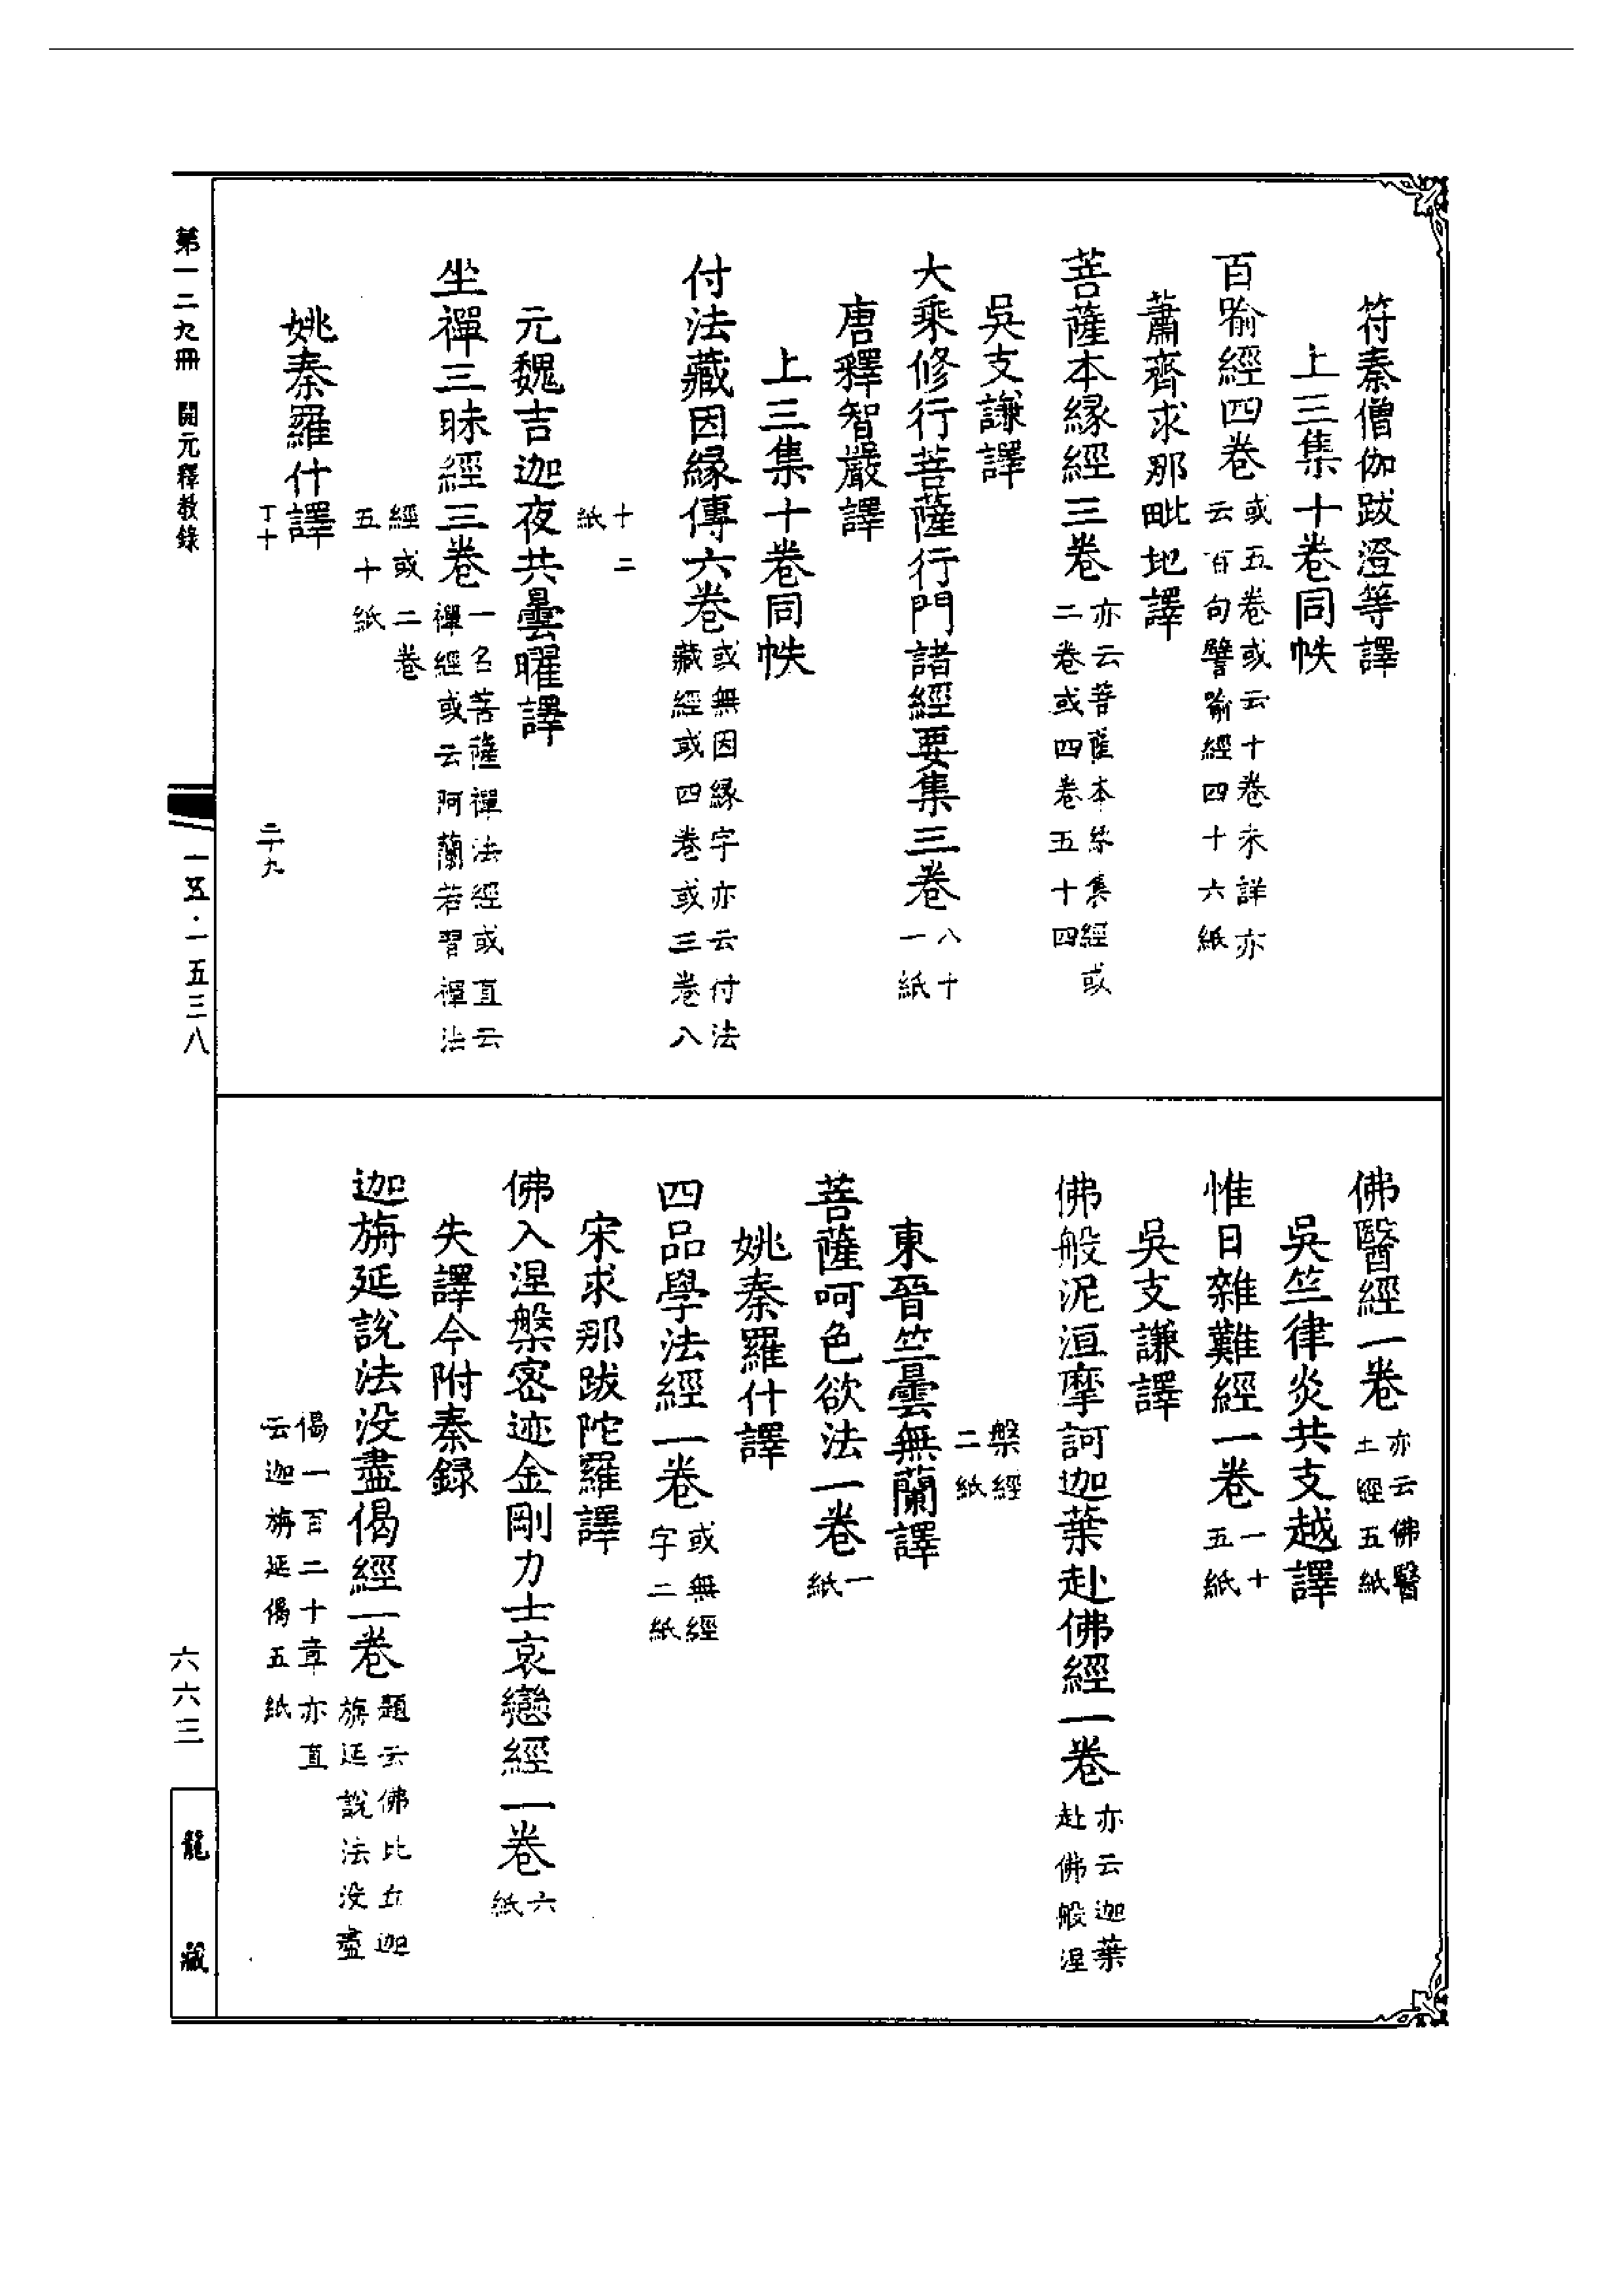 符秦僧伽跋澄等譯
上三集十卷同帙
百喻經四卷
或五卷或云十卷未詳亦
云百句譬喻經四十六紙
蕭齊求那毗地譯
菩薩本緣經三卷
亦云菩薩本緣集經或
二卷或四卷五十四
吳支謙譯
大乘修行菩薩行門諸經要集三卷
八十
一紙
唐釋智嚴譯
上三集十卷同帙
付法藏因緣傳六卷
或無因緣字亦云付法
藏經或四卷或三卷八
十二
紙
元魏吉迦夜共曇曜譯
坐禪三昧經三卷
一名菩薩禪法經或直云
禪經或云阿蘭若習禪法
經或二卷
五十紙
姚秦羅什譯
丁十
二十九
佛醫經一卷
亦云佛醫
土經五紙
吳竺律炎共支越譯
惟日雜難經一卷
一十
五紙
吳支謙譯
佛般泥洹摩訶迦葉赴佛經一卷
亦云迦葉
赴佛般涅
槃經
二紙
東晉竺曇無蘭譯
菩薩呵色欲法一卷
一
紙
姚秦羅什譯
四品學法經一卷
或無經
字二紙
宋求那跋陀羅譯
佛入涅槃密迹金剛力士哀戀經一卷
六
紙
失譯今附秦録
迦旃延說法没盡偈經一卷
題云佛比丘迦
旃延說法没盡
偈一百二十章亦直
云迦旃延偈五紙
第一二九冊 開元釋教錄
一五·一五三八
六六三
龍藏